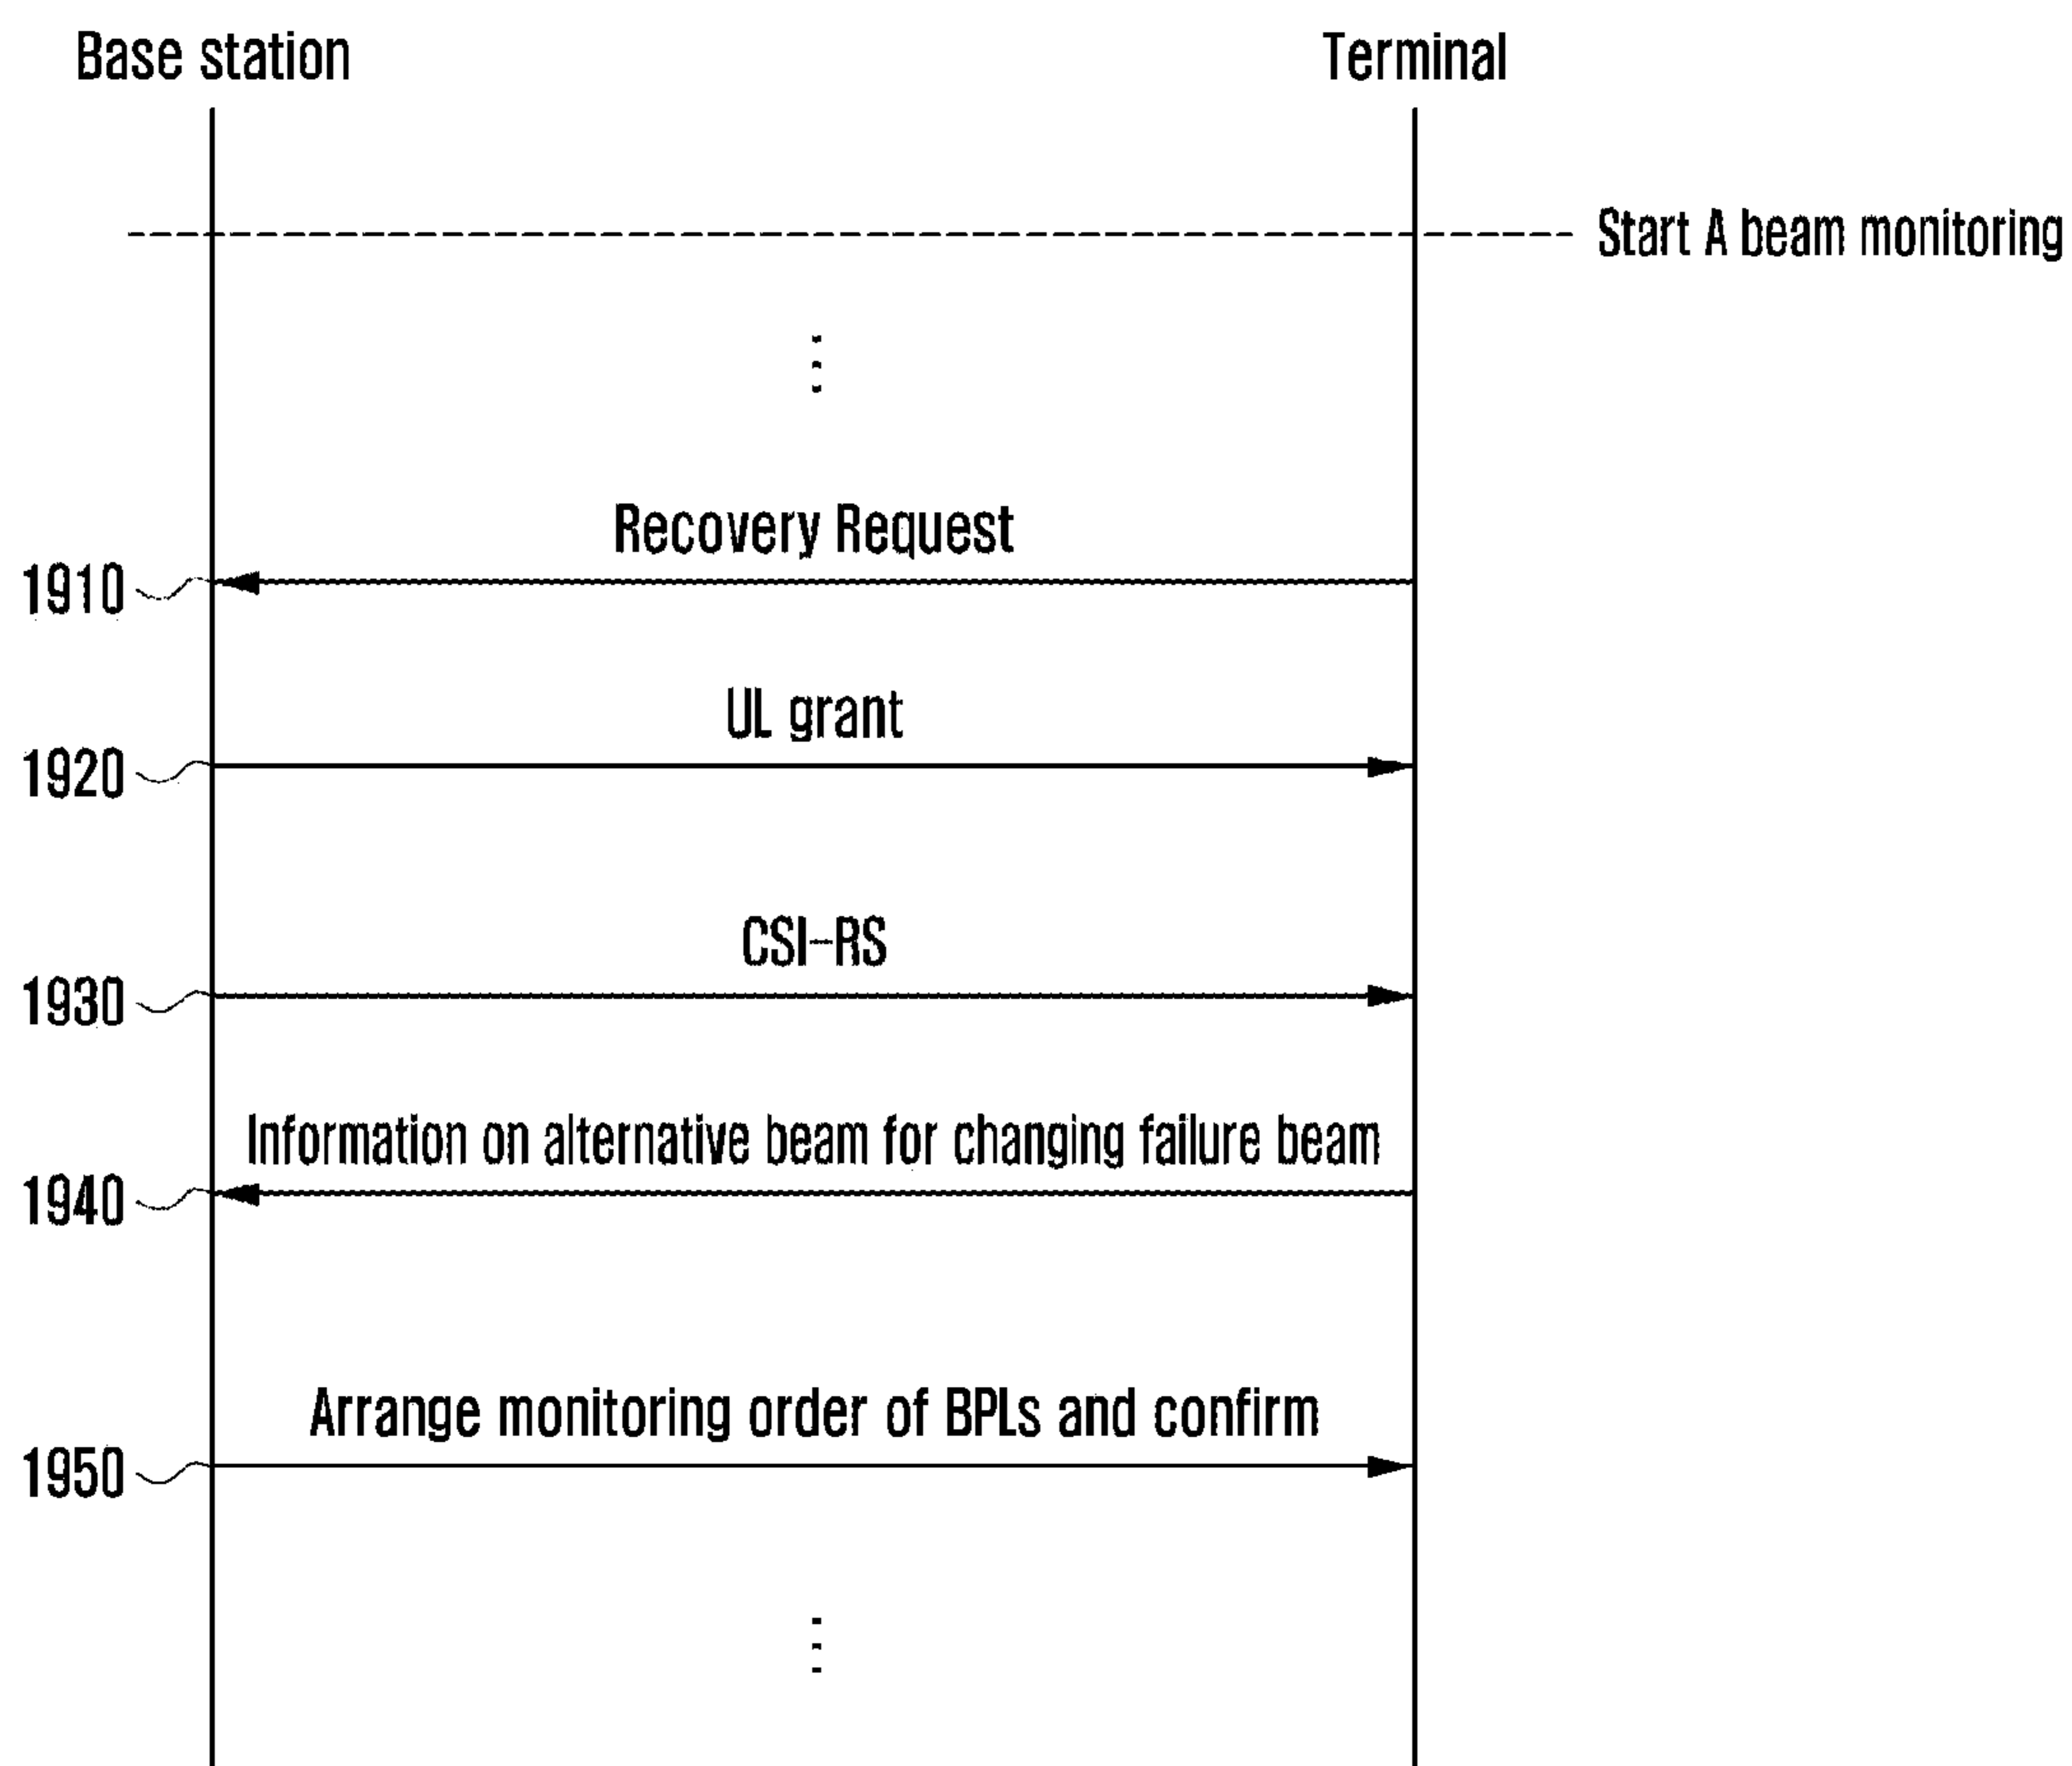 Base station
Terminal
Start A beam monitoring
Recovery Request
1910
UL grant
1920
CSI-RS
1930
Information on alternative beam for changing failure beam
1940
Arrange monitoring order of BPLs and confirm
1950